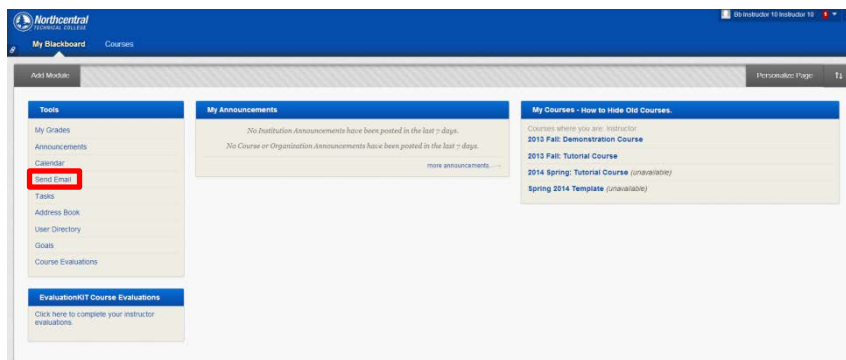 Northcentral
TECHNICAL COLLEGE
Bb Instructor 10 Instructor 10
My Blackboard
Courses
Add Module
Personalize Page
Tools
My Grades
Announcements
Calendar
Send Email
Tasks
Address Book
User Directory
Goals
Course Evaluations
EvaluationKIT Course Evaluations
Click here to complete your instructor
evaluations.
My Announcements
No Institution Announcements have been posted in the last 7 days.
No Course or Organization Announcements have been posted in the last 7 days.
more announcements...→
My Courses - How to Hide Old Courses.
Courses where you are: Instructor
2013 Fall: Demonstration Course
2013 Fall: Tutorial Course
2014 Spring: Tutorial Course (unavailable)
Spring 2014 Template (unavailable)